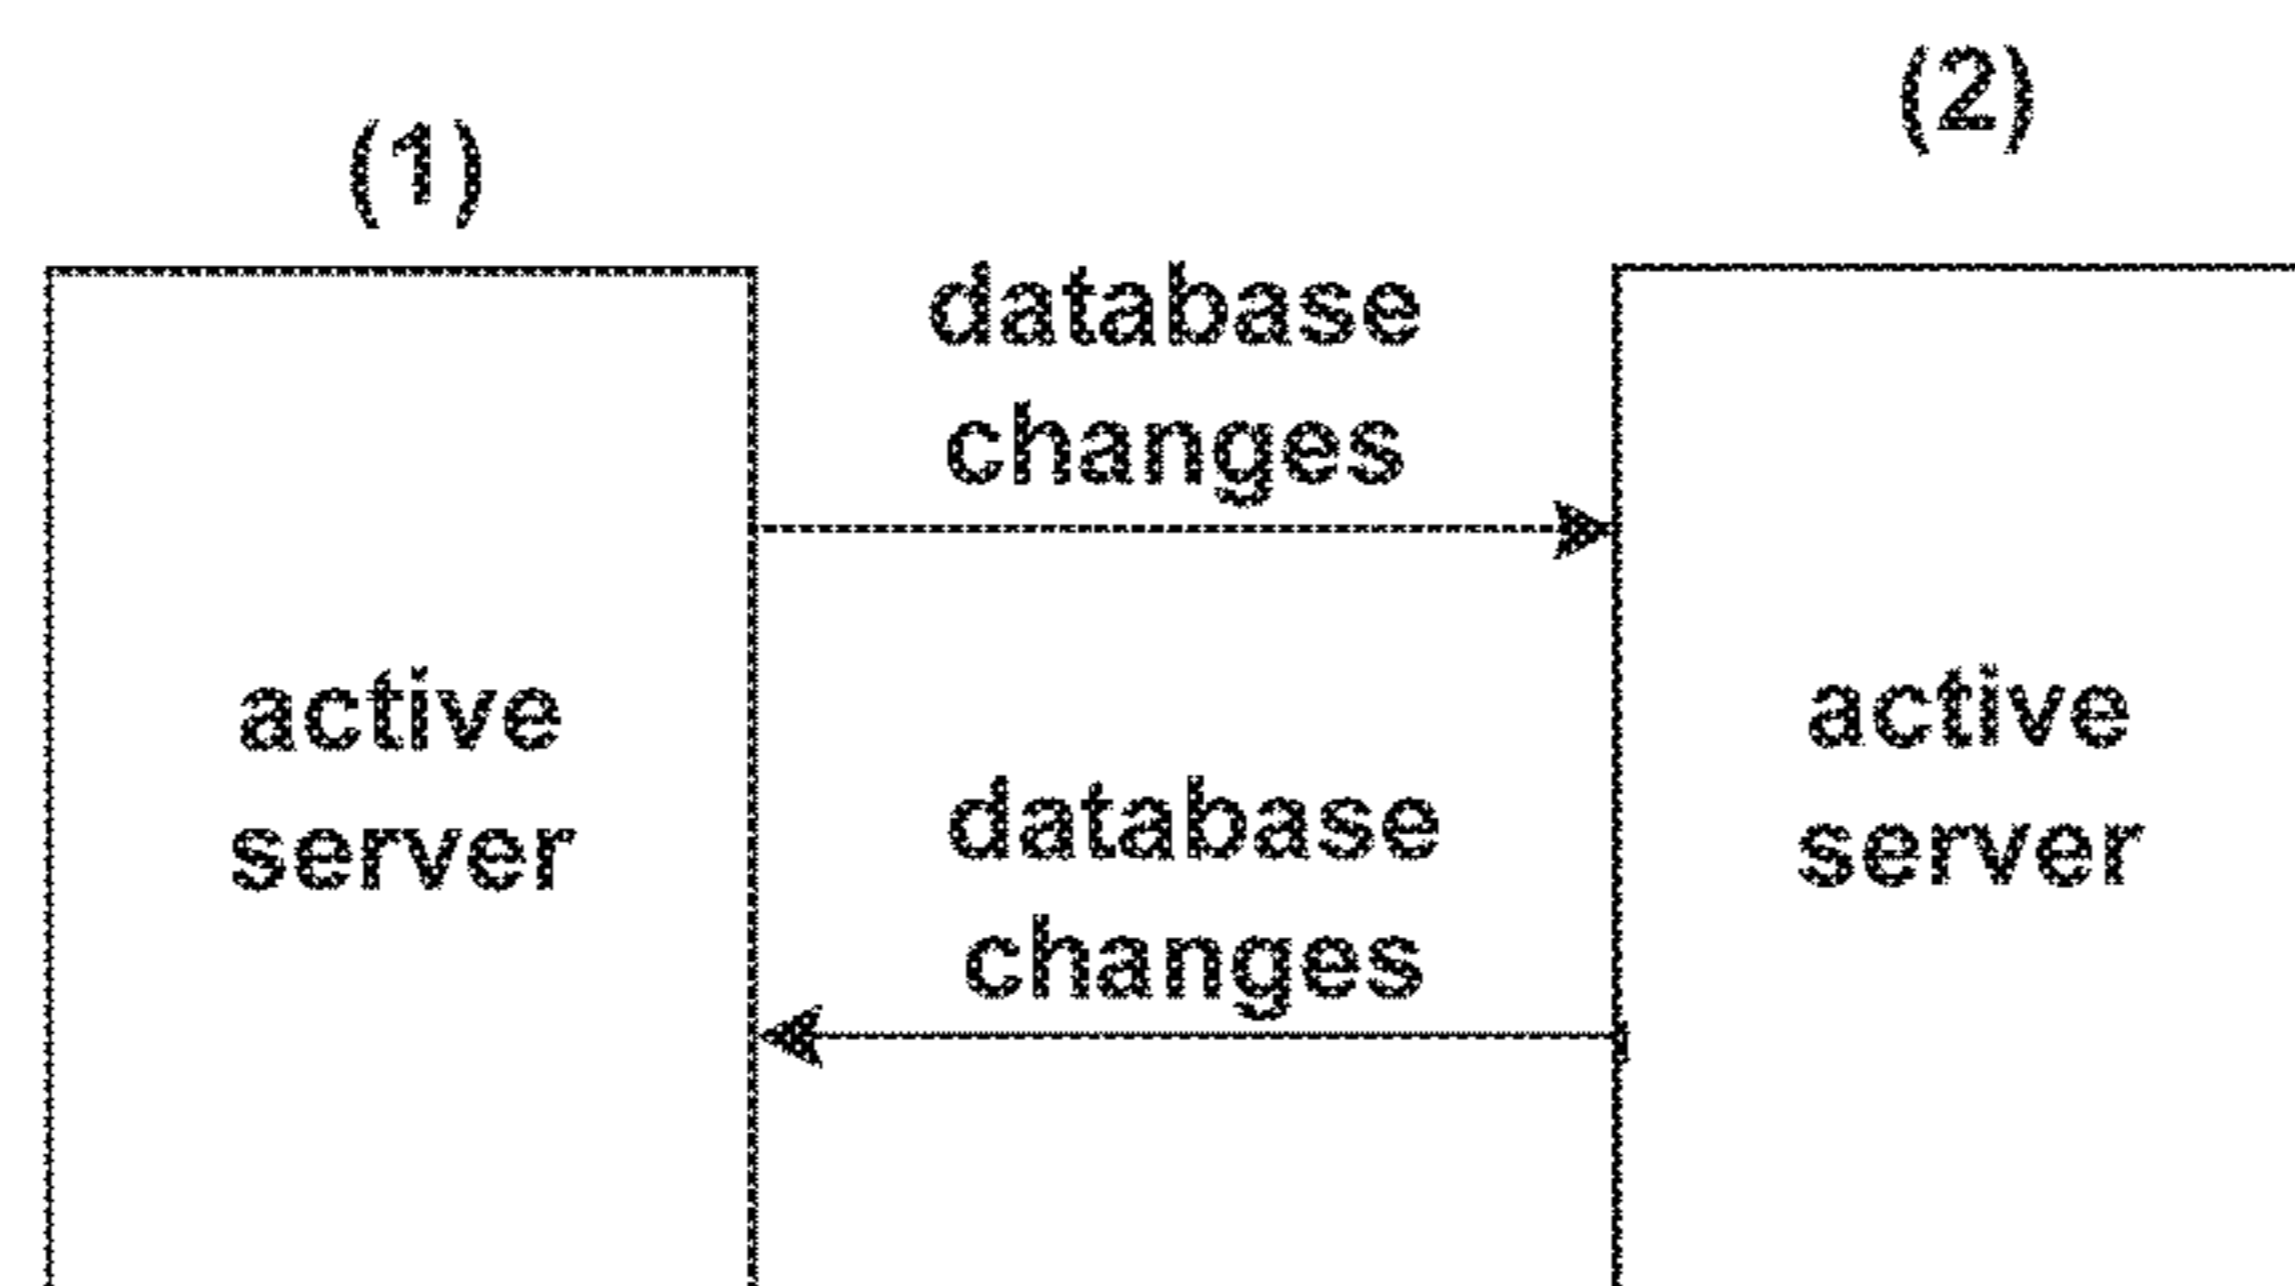 (1)
(2)
database
changes
active
server
active
server
database
changes